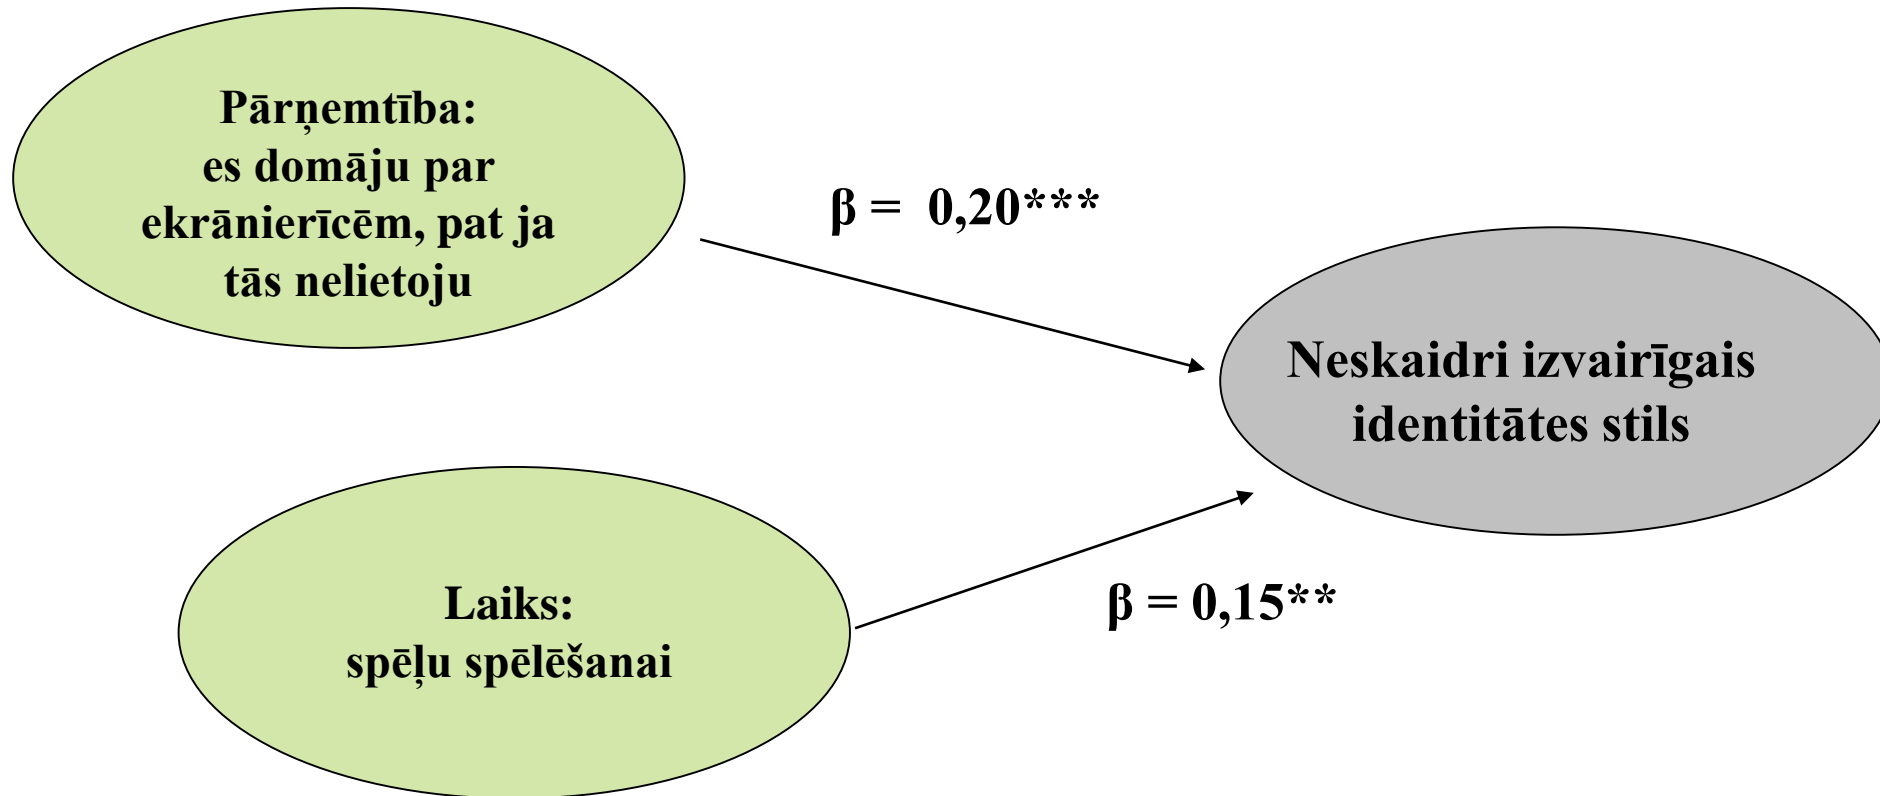 Pārņemtība:
es domāju par
ekrānierīcēm, pat ja
tās nelietoju
β =  0,20***
Neskaidri izvairīgais
identitātes stils
Laiks:
spēļu spēlēšanai
β = 0,15**